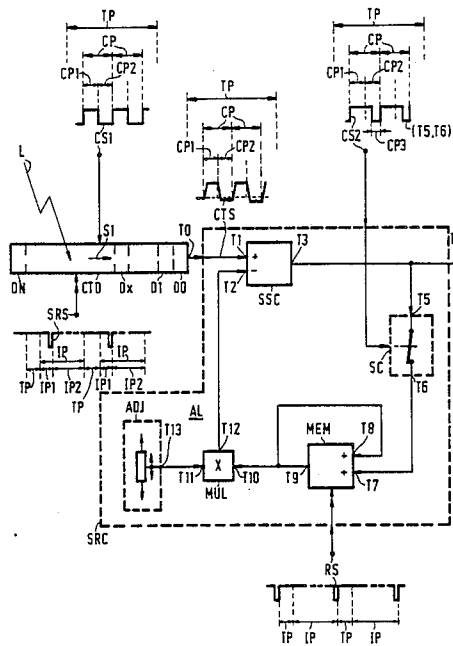 TP
CP
CP1 CP2
CS1
TP
CP
CP1 CP2
CTS
TP
CP
CP1 CP2
CS2 CP3 (T5,T6)
L
S1
DN CTD Dx D1 D0
T0
T1
T2
T3
SSC
SRS
IP IP
TP IP1 IP2 IP1 IP2
TP
T5
SC
T6
AL
ADJ
T13
T12
T11 X T10
MUL
MEM
T9
+ T8
+ T7
SRC
RS
TP IP TP IP